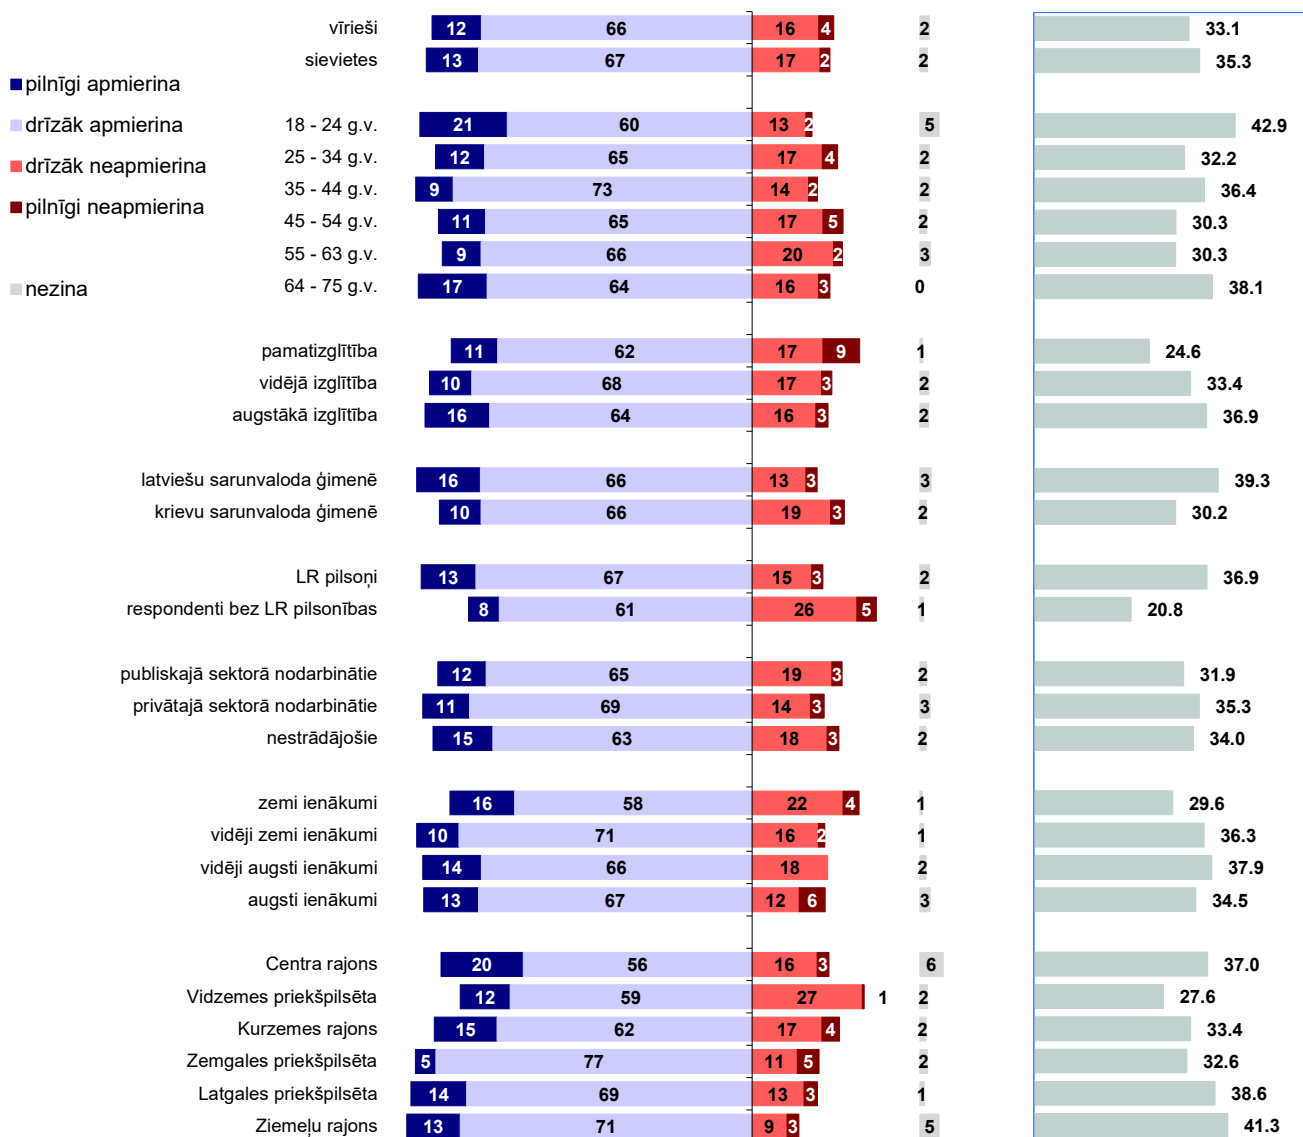 pilnīgi apmierina
drīzāk apmierina
drīzāk neapmierina
pilnīgi neapmierina
nezina
vīrieši 12 66 16 4 2 33.1
sievietes 13 67 17 2 2 35.3
18 - 24 g.v. 21 60 13 2 5 42.9
25 - 34 g.v. 12 65 17 4 2 32.2
35 - 44 g.v. 9 73 14 2 2 36.4
45 - 54 g.v. 11 65 17 5 2 30.3
55 - 63 g.v. 9 66 20 2 3 30.3
64 - 75 g.v. 17 64 16 3 0 38.1
pamatizglītība 11 62 17 9 1 24.6
vidējā izglītība 10 68 17 3 2 33.4
augstākā izglītība 16 64 16 3 2 36.9
latviešu sarunvaloda ģimenē 16 66 13 3 3 39.3
krievu sarunvaloda ģimenē 10 66 19 3 2 30.2
LR pilsoņi 13 67 15 3 2 36.9
respondenti bez LR pilsonības 8 61 26 5 1 20.8
publiskajā sektorā nodarbinātie 12 65 19 3 2 31.9
privātajā sektorā nodarbinātie 11 69 14 3 3 35.3
nestrādājošie 15 63 18 3 2 34.0
zemi ienākumi 16 58 22 4 1 29.6
vidēji zemi ienākumi 10 71 16 2 1 36.3
vidēji augsti ienākumi 14 66 18 2 37.9
augsti ienākumi 13 67 12 6 3 34.5
Centra rajons 20 56 16 3 6 37.0
Vidzemes priekšpilsēta 12 59 27 1 2 27.6
Kurzemes rajons 15 62 17 4 2 33.4
Zemgales priekšpilsēta 5 77 11 5 2 32.6
Latgales priekšpilsēta 14 69 13 3 1 38.6
Ziemeļu rajons 13 71 9 3 5 41.3